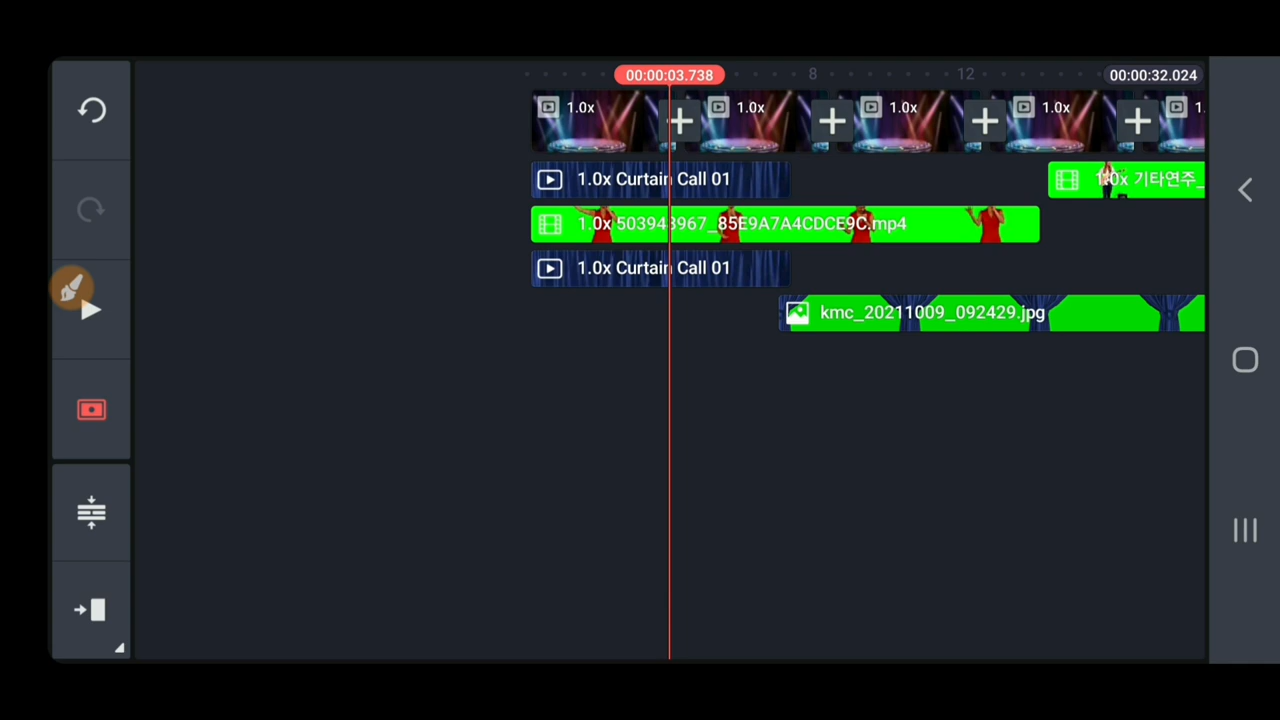 00:00:03.738 8 12 00:00:32.024
1.0x 1.0x 1.0x 1.0x 1.
1.0x Curtain Call 01 1.0x 기타연주_
1.0x 503943967_85E9A7A4CDCE9C.mp4
1.0x Curtain Call 01
kmc_20211009_092429.jpg